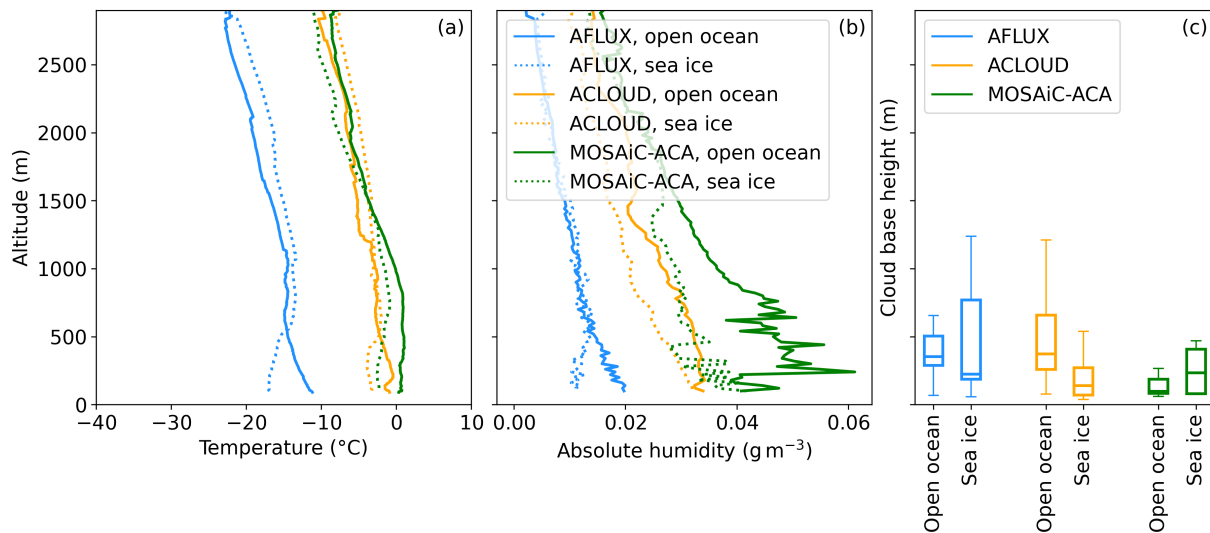 (a)
2500
2000
1500
1000
500
0
Altitude (m)
−40
−30
−20
−10
0
10
Temperature (°C)
(b)
AFLUX, open ocean
AFLUX, sea ice
ACLOUD, open ocean
ACLOUD, sea ice
MOSAiC-ACA, open ocean
MOSAiC-ACA, sea ice
0.00
0.02
0.04
0.06
Absolute humidity (g m⁻³)
(c)
AFLUX
ACLOUD
MOSAiC-ACA
Cloud base height (m)
Open ocean
Sea ice
Open ocean
Sea ice
Open ocean
Sea ice